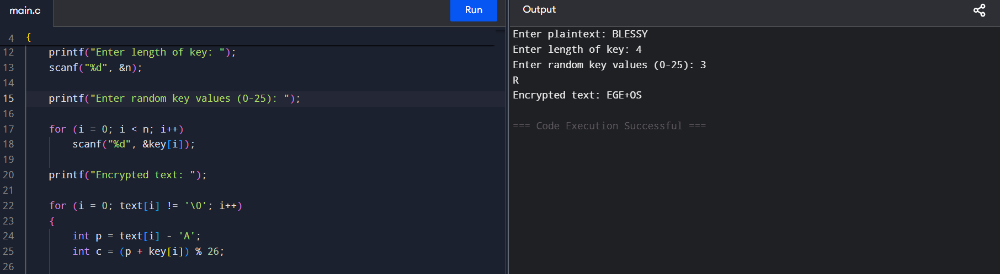 main.c
Run
4 {
12 printf("Enter length of key: ");
13 scanf("%d", &n);
14
15 printf("Enter random key values (0-25): ");
16
17 for (i = 0; i < n; i++)
18 scanf("%d", &key[i]);
19
20 printf("Encrypted text: ");
21
22 for (i = 0; text[i] != '\0'; i++)
23 {
24 int p = text[i] - 'A';
25 int c = (p + key[i]) % 26;
26
Output
Enter plaintext: BLESSY
Enter length of key: 4
Enter random key values (0-25): 3
R
Encrypted text: EGE+OS
=== Code Execution Successful ===